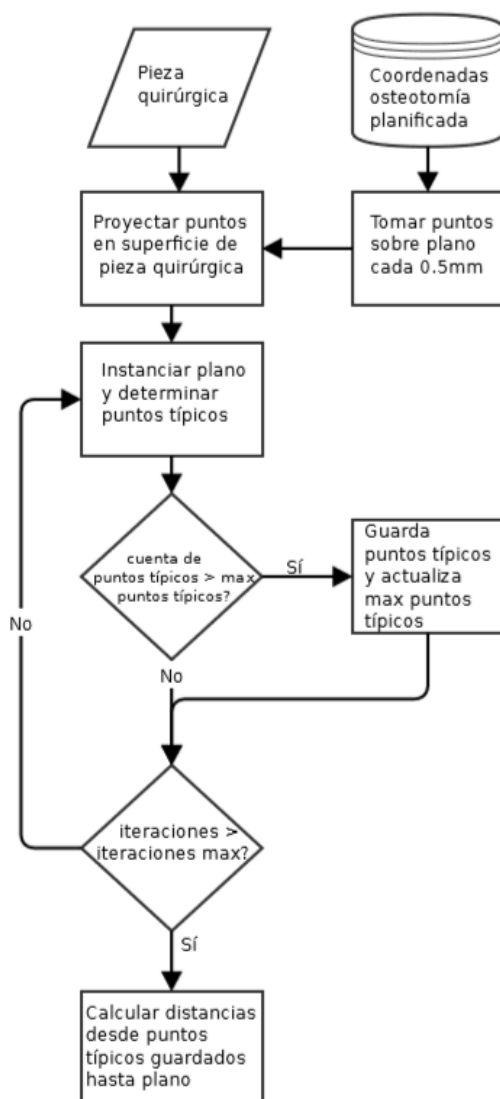 Pieza
quirúrgica
Coordenadas
osteotomía
planificada
Proyectar puntos
en superficie de
pieza quirúrgica
Tomar puntos
sobre plano
cada 0.5mm
Instanciar plano
y determinar
puntos típicos
cuenta de
puntos típicos > max
puntos típicos?
Sí
Guarda
puntos típicos
y actualiza
max puntos
típicos
No
No
iteraciones >
iteraciones max?
Sí
Calcular distancias
desde puntos
típicos guardados
hasta plano